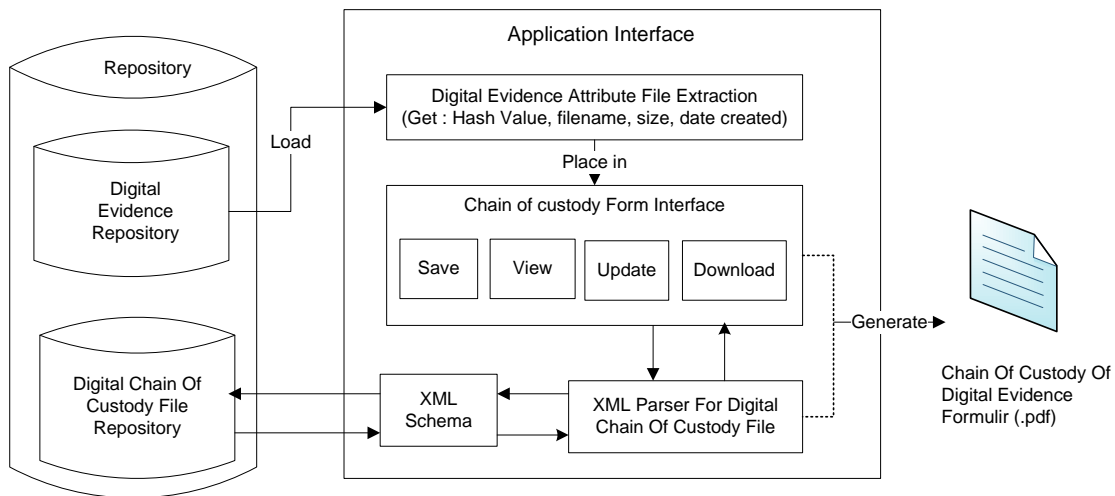 Application Interface
Repository
Digital Evidence Attribute File Extraction
(Get : Hash Value, filename, size, date created)
Load
Place in
Digital
Evidence
Repository
Chain of custody Form Interface
Save
View
Update
Download
Generate
Chain Of Custody Of
Digital Evidence
Formulir (.pdf)
Digital Chain Of
Custody File
Repository
XML
Schema
XML Parser For Digital
Chain Of Custody File